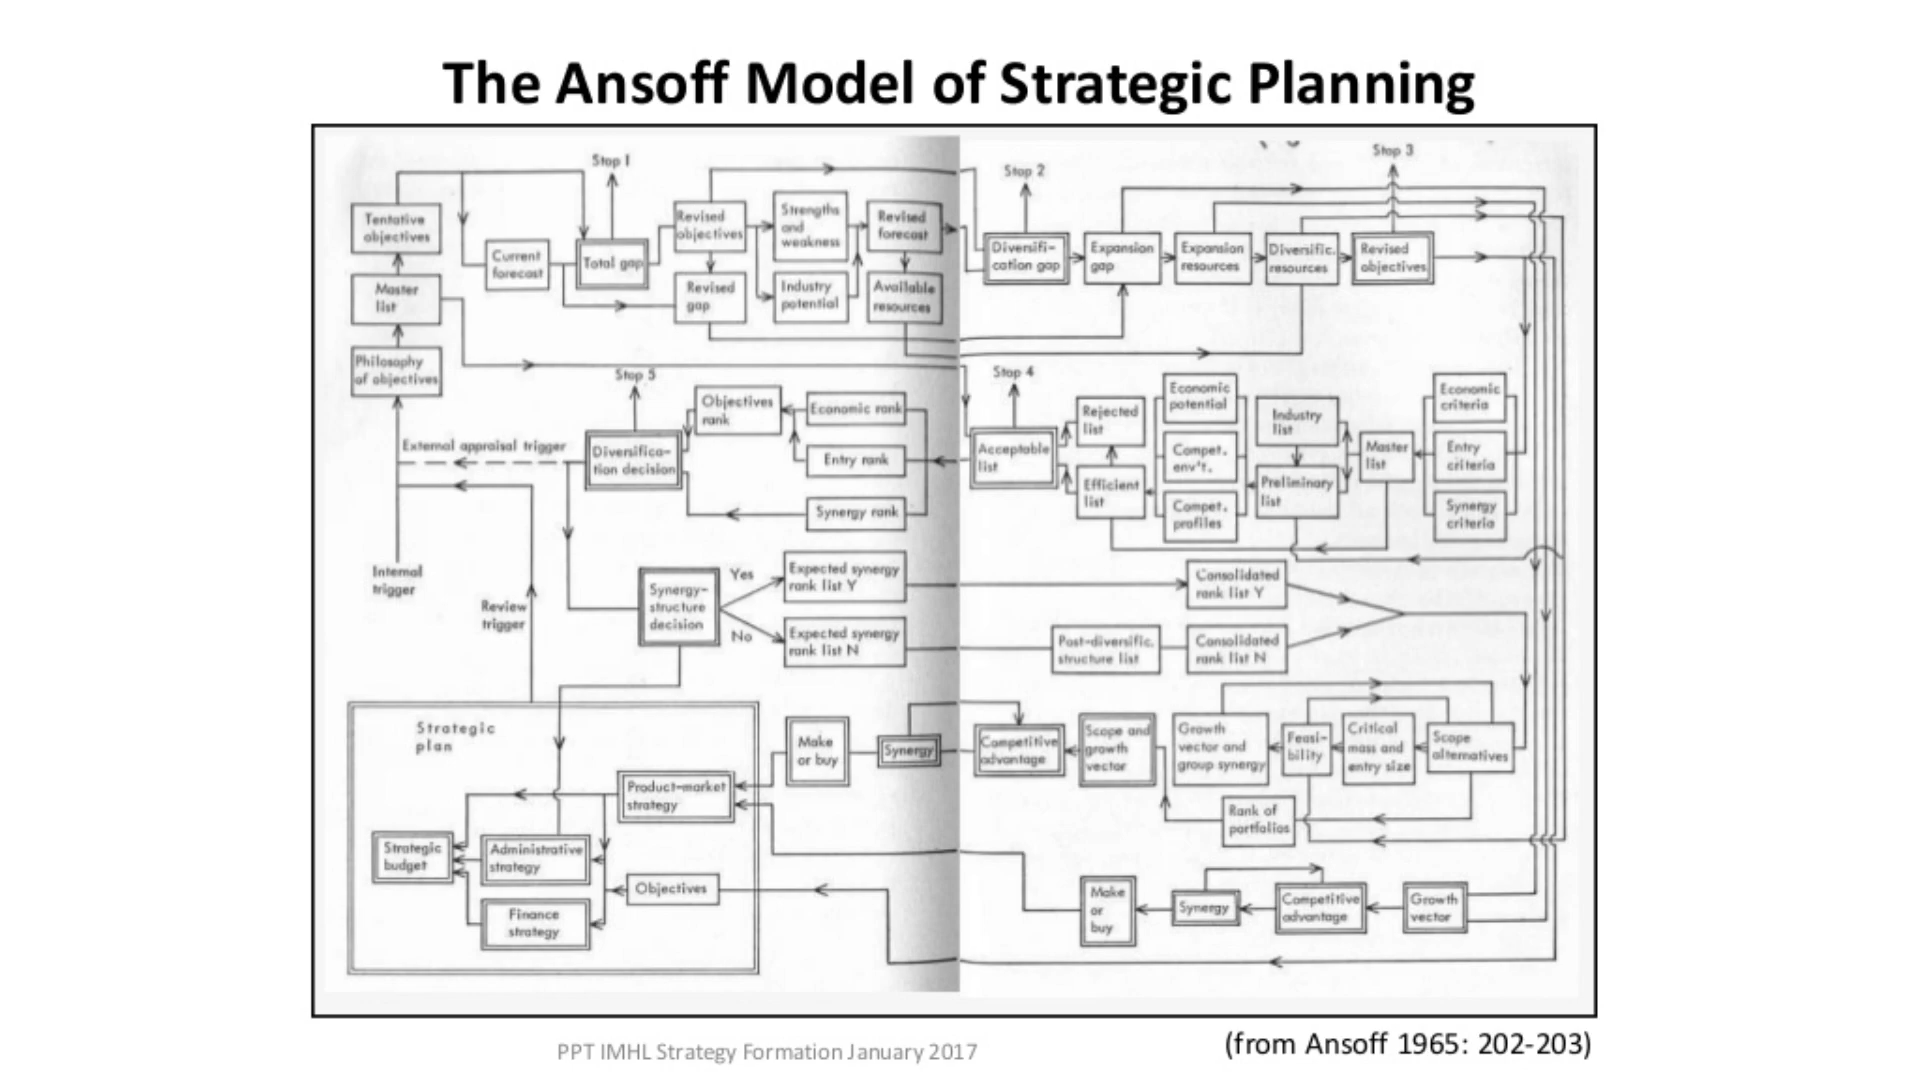 The Ansoff Model of Strategic Planning
Stop 1
Stop 2
Stop 3
Tentative
objectives
Current
forecast
Total gap
Revised
objectives
Strengths
and
weakness
Revised
forecast
Revised
gap
Industry
potential
Available
resources
Diversifi-
cation gap
Expansion
gap
Expansion
resources
Diversific.
resources
Revised
objectives
Master
list
Philosophy
of objectives
Stop 5
Stop 4
External appraisal trigger
Diversifica-
tion decision
Objectives
rank
Economic rank
Entry rank
Synergy rank
Acceptable
list
Rejected
list
Efficient
list
Economic
potential
Compet.
env't.
Compet.
profiles
Industry
list
Preliminary
list
Master
list
Economic
criteria
Entry
criteria
Synergy
criteria
Internal
trigger
Review
trigger
Synergy-
structure
decision
Yes
No
Expected synergy
rank list Y
Expected synergy
rank list N
Consolidated
rank list Y
Post-diversific.
structure list
Consolidated
rank list N
Strategic
plan
Make
or buy
Synergy
Competitive
advantage
Scope and
growth
vector
Growth
vector and
group synergy
Feasi-
bility
Critical
mass and
entry size
Scope
alternatives
Product-market
strategy
Rank of
portfolios
Strategic
budget
Administrative
strategy
Objectives
Finance
strategy
Make
or
buy
Synergy
Competitive
advantage
Growth
vector
PPT IMHL Strategy Formation January 2017
(from Ansoff 1965: 202-203)